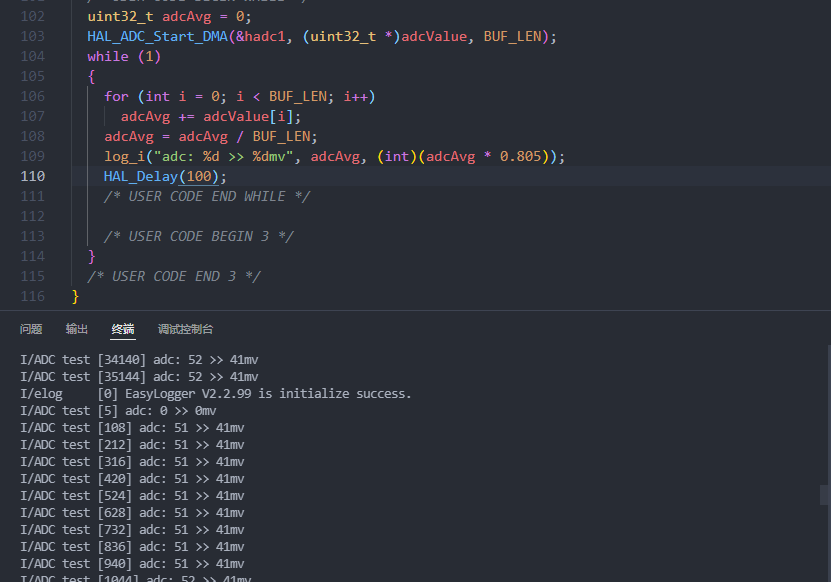 102 uint32_t adcAvg = 0;
103 HAL_ADC_Start_DMA(&hadc1, (uint32_t *)adcValue, BUF_LEN);
104 while (1)
105 {
106 for (int i = 0; i < BUF_LEN; i++)
107 adcAvg += adcValue[i];
108 adcAvg = adcAvg / BUF_LEN;
109 log_i("adc: %d >> %dmv", adcAvg, (int)(adcAvg * 0.805));
110 HAL_Delay(100);
111 /* USER CODE END WHILE */
112
113 /* USER CODE BEGIN 3 */
114 }
115 /* USER CODE END 3 */
116 }
问题 输出 终端 调试控制台
I/ADC test [34140] adc: 52 >> 41mv
I/ADC test [35144] adc: 52 >> 41mv
I/elog [0] EasyLogger V2.2.99 is initialize success.
I/ADC test [5] adc: 0 >> 0mv
I/ADC test [108] adc: 51 >> 41mv
I/ADC test [212] adc: 51 >> 41mv
I/ADC test [316] adc: 51 >> 41mv
I/ADC test [420] adc: 51 >> 41mv
I/ADC test [524] adc: 51 >> 41mv
I/ADC test [628] adc: 51 >> 41mv
I/ADC test [732] adc: 51 >> 41mv
I/ADC test [836] adc: 51 >> 41mv
I/ADC test [940] adc: 51 >> 41mv
I/ADC test [1044] adc: 52 >> 41mv